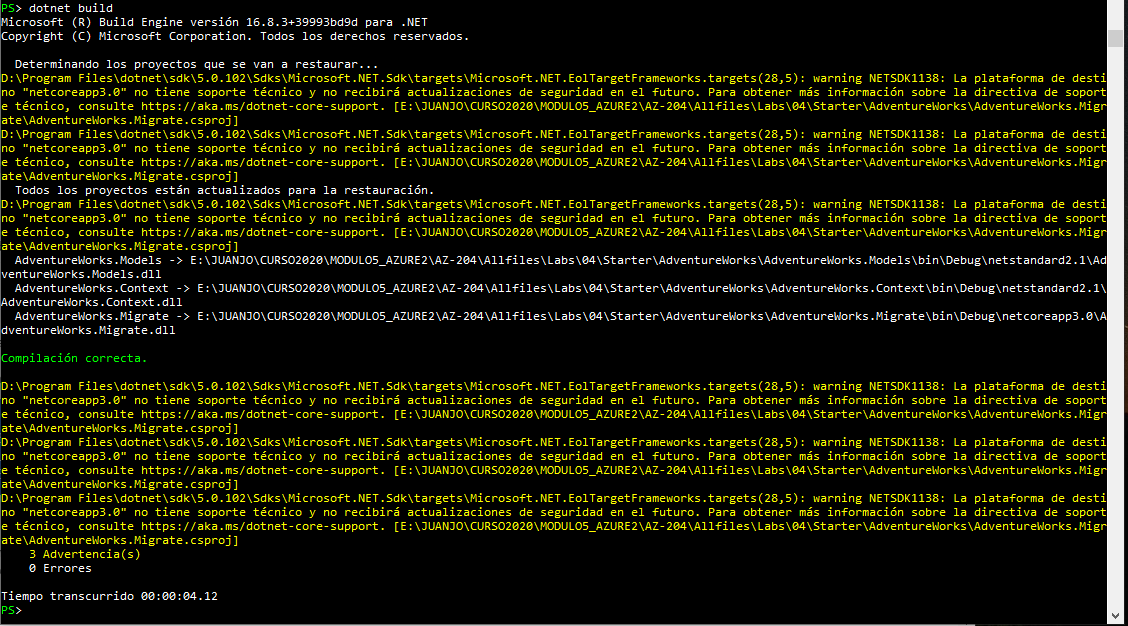 PS> dotnet build
Microsoft (R) Build Engine versión 16.8.3+39993bd9d para .NET
Copyright (C) Microsoft Corporation. Todos los derechos reservados.
  Determinando los proyectos que se van a restaurar...
D:\Program Files\dotnet\sdk\5.0.102\Sdks\Microsoft.NET.Sdk\targets\Microsoft.NET.EolTargetFrameworks.targets(28,5): warning NETSDK1138: La plataforma de desti
no "netcoreapp3.0" no tiene soporte técnico y no recibirá actualizaciones de seguridad en el futuro. Para obtener más información sobre la directiva de soport
e técnico, consulte https://aka.ms/dotnet-core-support. [E:\JUANJO\CURSO2020\MODULO5_AZURE2\AZ-204\Allfiles\Labs\04\Starter\AdventureWorks\AdventureWorks.Migr
ate\AdventureWorks.Migrate.csproj]
D:\Program Files\dotnet\sdk\5.0.102\Sdks\Microsoft.NET.Sdk\targets\Microsoft.NET.EolTargetFrameworks.targets(28,5): warning NETSDK1138: La plataforma de desti
no "netcoreapp3.0" no tiene soporte técnico y no recibirá actualizaciones de seguridad en el futuro. Para obtener más información sobre la directiva de soport
e técnico, consulte https://aka.ms/dotnet-core-support. [E:\JUANJO\CURSO2020\MODULO5_AZURE2\AZ-204\Allfiles\Labs\04\Starter\AdventureWorks\AdventureWorks.Migr
ate\AdventureWorks.Migrate.csproj]
  Todos los proyectos están actualizados para la restauración.
D:\Program Files\dotnet\sdk\5.0.102\Sdks\Microsoft.NET.Sdk\targets\Microsoft.NET.EolTargetFrameworks.targets(28,5): warning NETSDK1138: La plataforma de desti
no "netcoreapp3.0" no tiene soporte técnico y no recibirá actualizaciones de seguridad en el futuro. Para obtener más información sobre la directiva de soport
e técnico, consulte https://aka.ms/dotnet-core-support. [E:\JUANJO\CURSO2020\MODULO5_AZURE2\AZ-204\Allfiles\Labs\04\Starter\AdventureWorks\AdventureWorks.Migr
ate\AdventureWorks.Migrate.csproj]
  AdventureWorks.Models -> E:\JUANJO\CURSO2020\MODULO5_AZURE2\AZ-204\Allfiles\Labs\04\Starter\AdventureWorks\AdventureWorks.Models\bin\Debug\netstandard2.1\Ad
ventureWorks.Models.dll
  AdventureWorks.Context -> E:\JUANJO\CURSO2020\MODULO5_AZURE2\AZ-204\Allfiles\Labs\04\Starter\AdventureWorks\AdventureWorks.Context\bin\Debug\netstandard2.1\
AdventureWorks.Context.dll
  AdventureWorks.Migrate -> E:\JUANJO\CURSO2020\MODULO5_AZURE2\AZ-204\Allfiles\Labs\04\Starter\AdventureWorks\AdventureWorks.Migrate\bin\Debug\netcoreapp3.0\A
dventureWorks.Migrate.dll
Compilación correcta.
D:\Program Files\dotnet\sdk\5.0.102\Sdks\Microsoft.NET.Sdk\targets\Microsoft.NET.EolTargetFrameworks.targets(28,5): warning NETSDK1138: La plataforma de desti
no "netcoreapp3.0" no tiene soporte técnico y no recibirá actualizaciones de seguridad en el futuro. Para obtener más información sobre la directiva de soport
e técnico, consulte https://aka.ms/dotnet-core-support. [E:\JUANJO\CURSO2020\MODULO5_AZURE2\AZ-204\Allfiles\Labs\04\Starter\AdventureWorks\AdventureWorks.Migr
ate\AdventureWorks.Migrate.csproj]
D:\Program Files\dotnet\sdk\5.0.102\Sdks\Microsoft.NET.Sdk\targets\Microsoft.NET.EolTargetFrameworks.targets(28,5): warning NETSDK1138: La plataforma de desti
no "netcoreapp3.0" no tiene soporte técnico y no recibirá actualizaciones de seguridad en el futuro. Para obtener más información sobre la directiva de soport
e técnico, consulte https://aka.ms/dotnet-core-support. [E:\JUANJO\CURSO2020\MODULO5_AZURE2\AZ-204\Allfiles\Labs\04\Starter\AdventureWorks\AdventureWorks.Migr
ate\AdventureWorks.Migrate.csproj]
D:\Program Files\dotnet\sdk\5.0.102\Sdks\Microsoft.NET.Sdk\targets\Microsoft.NET.EolTargetFrameworks.targets(28,5): warning NETSDK1138: La plataforma de desti
no "netcoreapp3.0" no tiene soporte técnico y no recibirá actualizaciones de seguridad en el futuro. Para obtener más información sobre la directiva de soport
e técnico, consulte https://aka.ms/dotnet-core-support. [E:\JUANJO\CURSO2020\MODULO5_AZURE2\AZ-204\Allfiles\Labs\04\Starter\AdventureWorks\AdventureWorks.Migr
ate\AdventureWorks.Migrate.csproj]
    3 Advertencia(s)
    0 Errores
Tiempo transcurrido 00:00:04.12
PS>